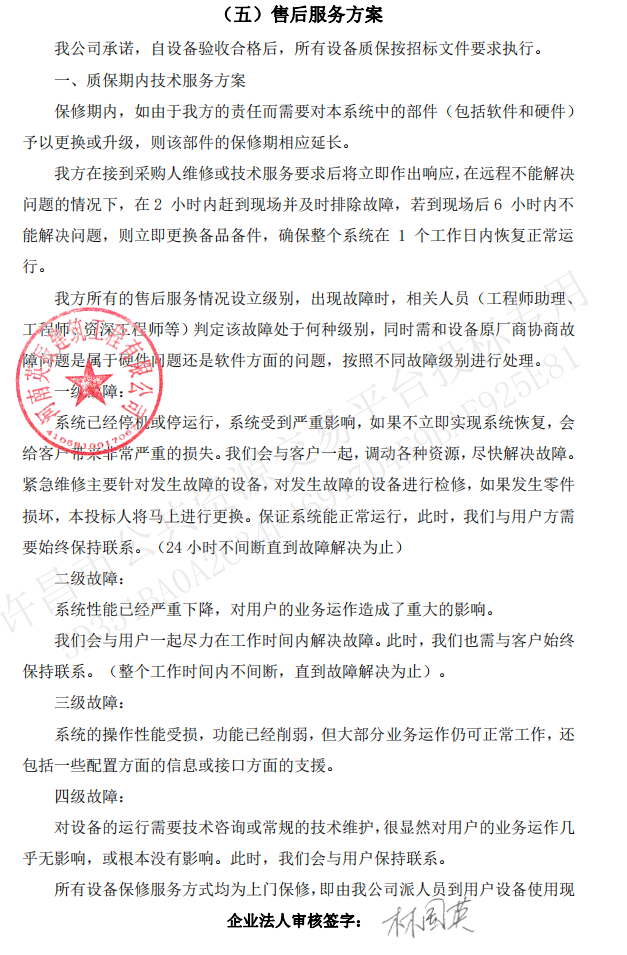 （五）售后服务方案
我公司承诺，自设备验收合格后，所有设备质保按招标文件要求执行。
一、质保期内技术服务方案
保修期内，如由于我方的责任而需要对本系统中的部件（包括软件和硬件）
予以更换或升级，则该部件的保修期相应延长。
我方在接到采购人维修或技术服务要求后将立即作出响应，在远程不能解决
问题的情况下，在 2 小时内赶到现场并及时排除故障，若到现场后 6 小时内不
能解决问题，则立即更换备品备件，确保整个系统在 1 个工作日内恢复正常运
行。
我方所有的售后服务情况设立级别，出现故障时，相关人员（工程师助理、
工程师、资深工程师等）判定该故障处于何种级别，同时需和设备原厂商协商故
障问题是属于硬件问题还是软件方面的问题，按照不同故障级别进行处理。
一级故障：
系统已经停机或停运行，系统受到严重影响，如果不立即实现系统恢复，会
给客户带来非常严重的损失。我们会与客户一起，调动各种资源，尽快解决故障。
紧急维修主要针对发生故障的设备，对发生故障的设备进行检修，如果发生零件
损坏，本投标人将马上进行更换。保证系统能正常运行，此时，我们与用户方需
要始终保持联系。（24 小时不间断直到故障解决为止）
二级故障：
系统性能已经严重下降，对用户的业务运作造成了重大的影响。
我们会与用户一起尽力在工作时间内解决故障。此时，我们也需与客户始终
保持联系。（整个工作时间内不间断，直到故障解决为止）。
三级故障：
系统的操作性能受损，功能已经削弱，但大部分业务运作仍可正常工作，还
包括一些配置方面的信息或接口方面的支援。
四级故障：
对设备的运行需要技术咨询或常规的技术维护，很显然对用户的业务运作几
乎无影响，或根本没有影响。此时，我们会与用户保持联系。
所有设备保修服务方式均为上门保修，即由我公司派人员到用户设备使用现
企业法人审核签字：林国英
许昌市公共资源交易平台投标专用